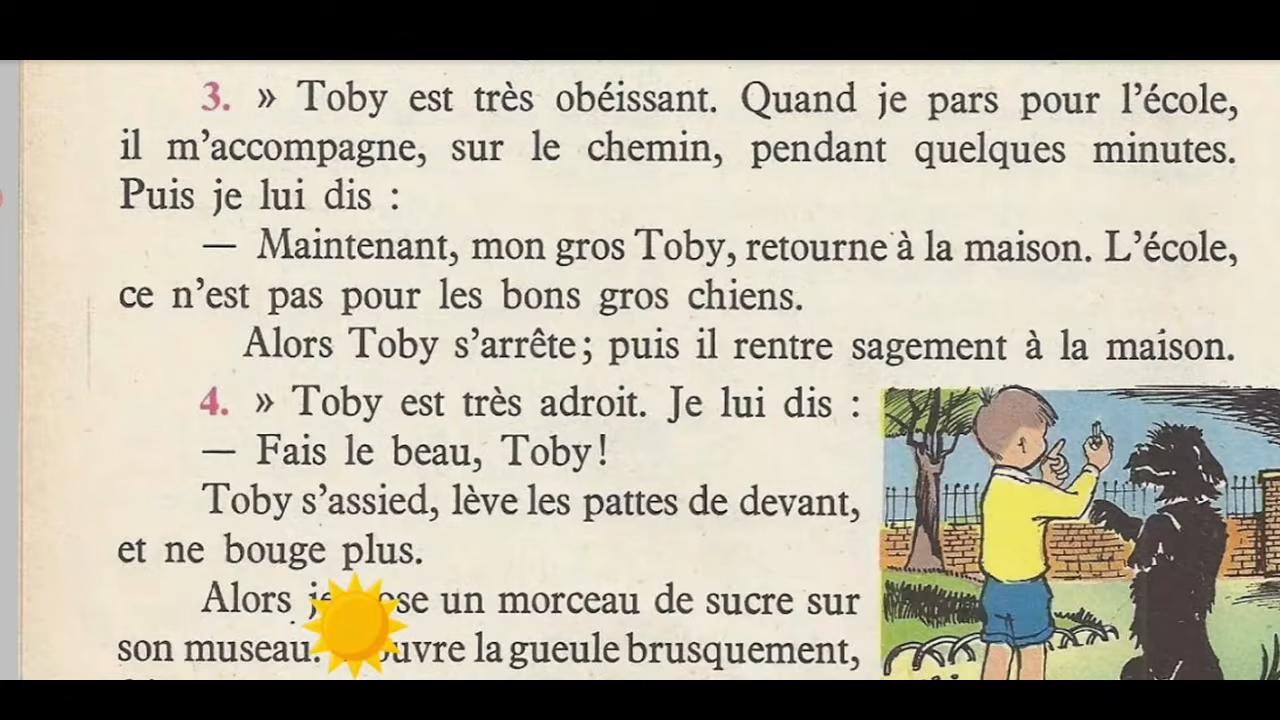 3. » Toby est très obéissant. Quand je pars pour l'école,
il m'accompagne, sur le chemin, pendant quelques minutes.
Puis je lui dis :
— Maintenant, mon gros Toby, retourne à la maison. L'école,
ce n'est pas pour les bons gros chiens.
Alors Toby s'arrête; puis il rentre sagement à la maison.
4. » Toby est très adroit. Je lui dis :
— Fais le beau, Toby!
Toby s'assied, lève les pattes de devant,
et ne bouge plus.
Alors un morceau de sucre sur
son museau. la gueule brusquement,